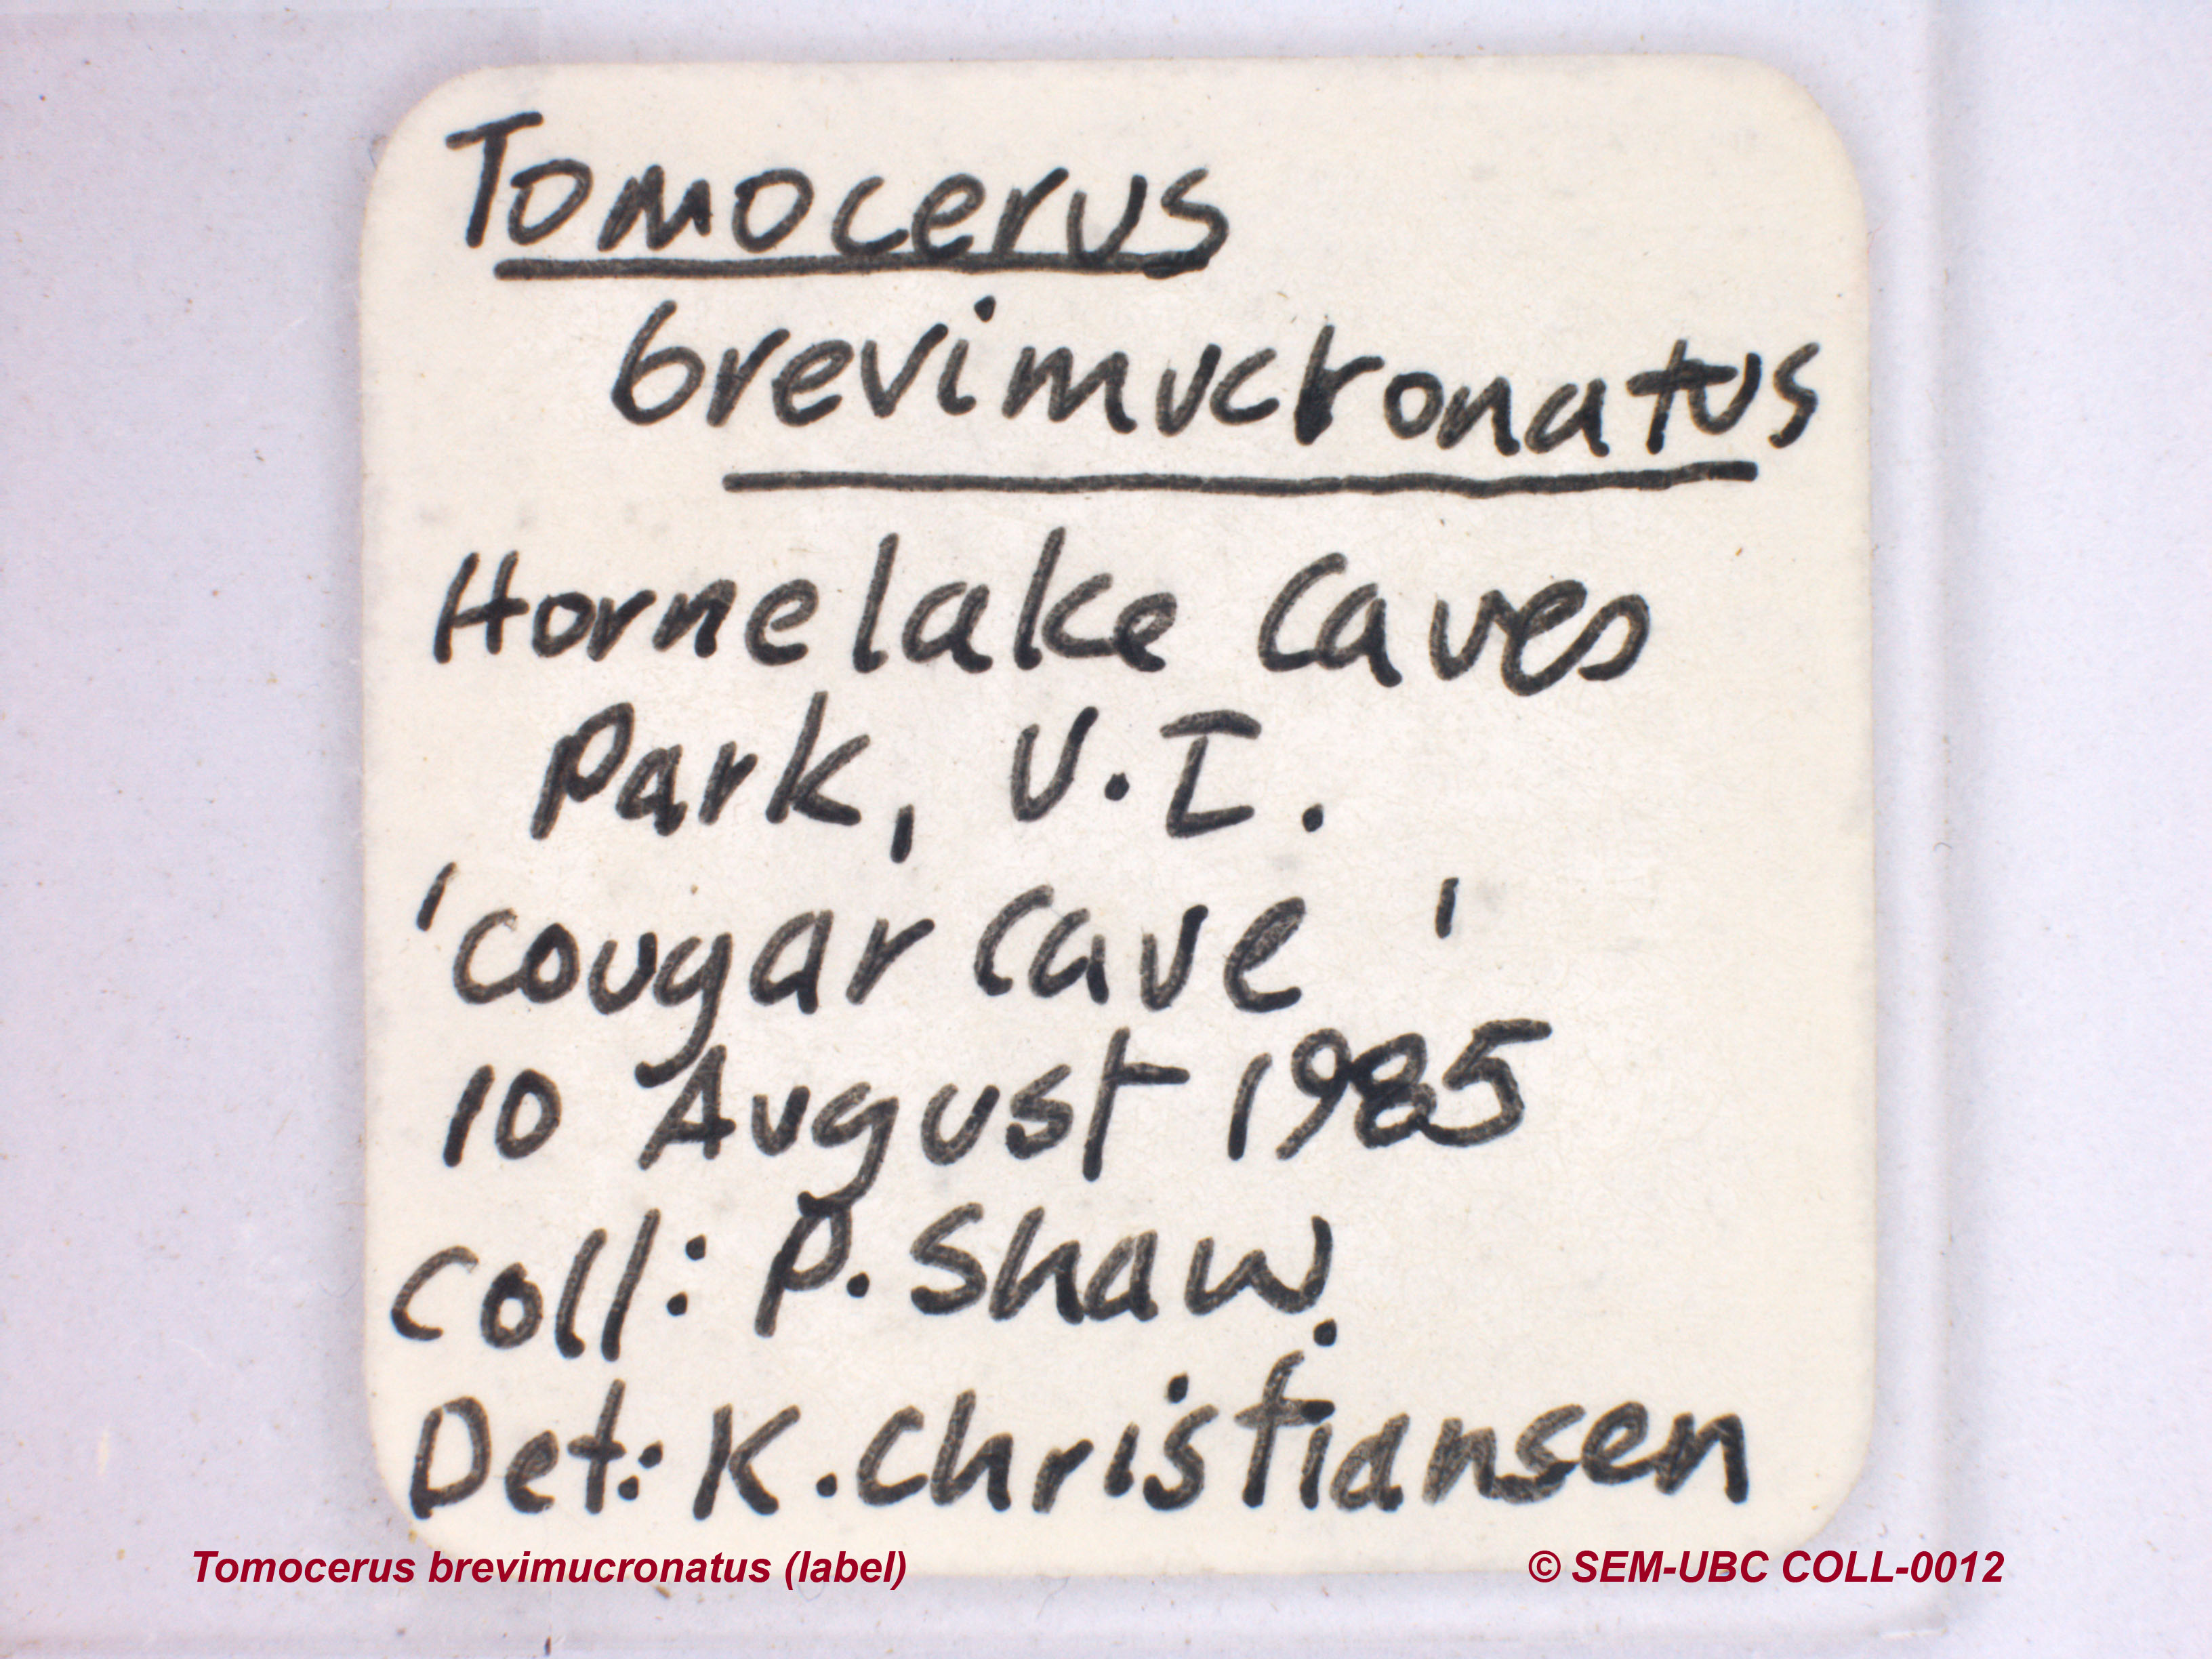 Tomocerus
brevimucronatus
Hornelake Caves
Park, V.I.
'Cougar Cave'
10 August 1985
Coll: P. Shaw.
Det: K. Christiansen
Tomocerus brevimucronatus (label)
© SEM-UBC COLL-0012